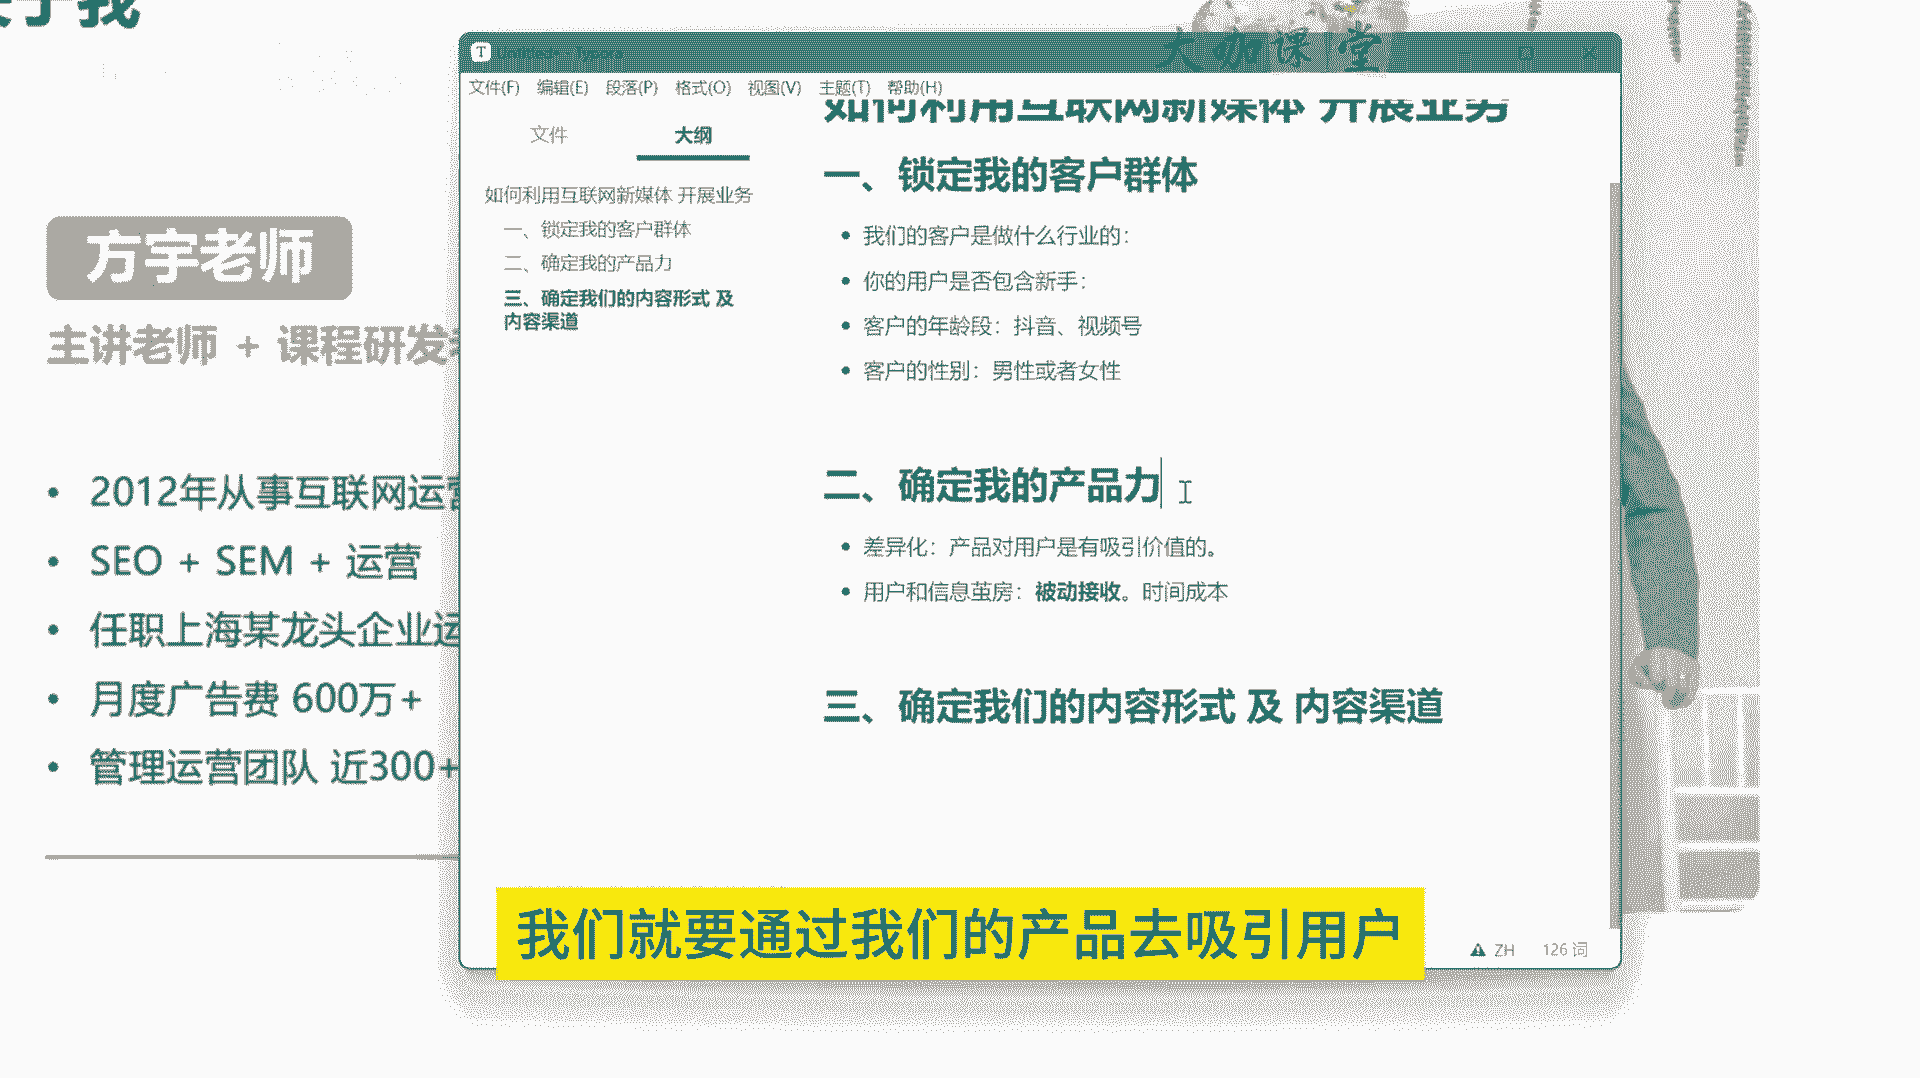 于我
方宇老师
主讲老师 + 课程研发
• 2012年从事互联网运营
• SEO + SEM + 运营
• 任职上海某龙头企业运
• 月度广告费 600万+
• 管理运营团队 近300+
大咖课堂
Untitled - Typora
文件(F) 编辑(E) 段落(P) 格式(O) 视图(V) 主题(T) 帮助(H)
文件 大纲
如何利用互联网新媒体 开展业务
一、锁定我的客户群体
二、确定我的产品力
三、确定我们的内容形式 及
内容渠道
如何利用互联网新媒体 开展业务
一、锁定我的客户群体
• 我们的客户是做什么行业的：
• 你的用户是否包含新手：
• 客户的年龄段：抖音、视频号
• 客户的性别：男性或者女性
二、确定我的产品力
• 差异化：产品对用户是有吸引价值的。
• 用户和信息茧房：被动接收。时间成本
三、确定我们的内容形式 及 内容渠道
ZH 126 词
我们就要通过我们的产品去吸引用户